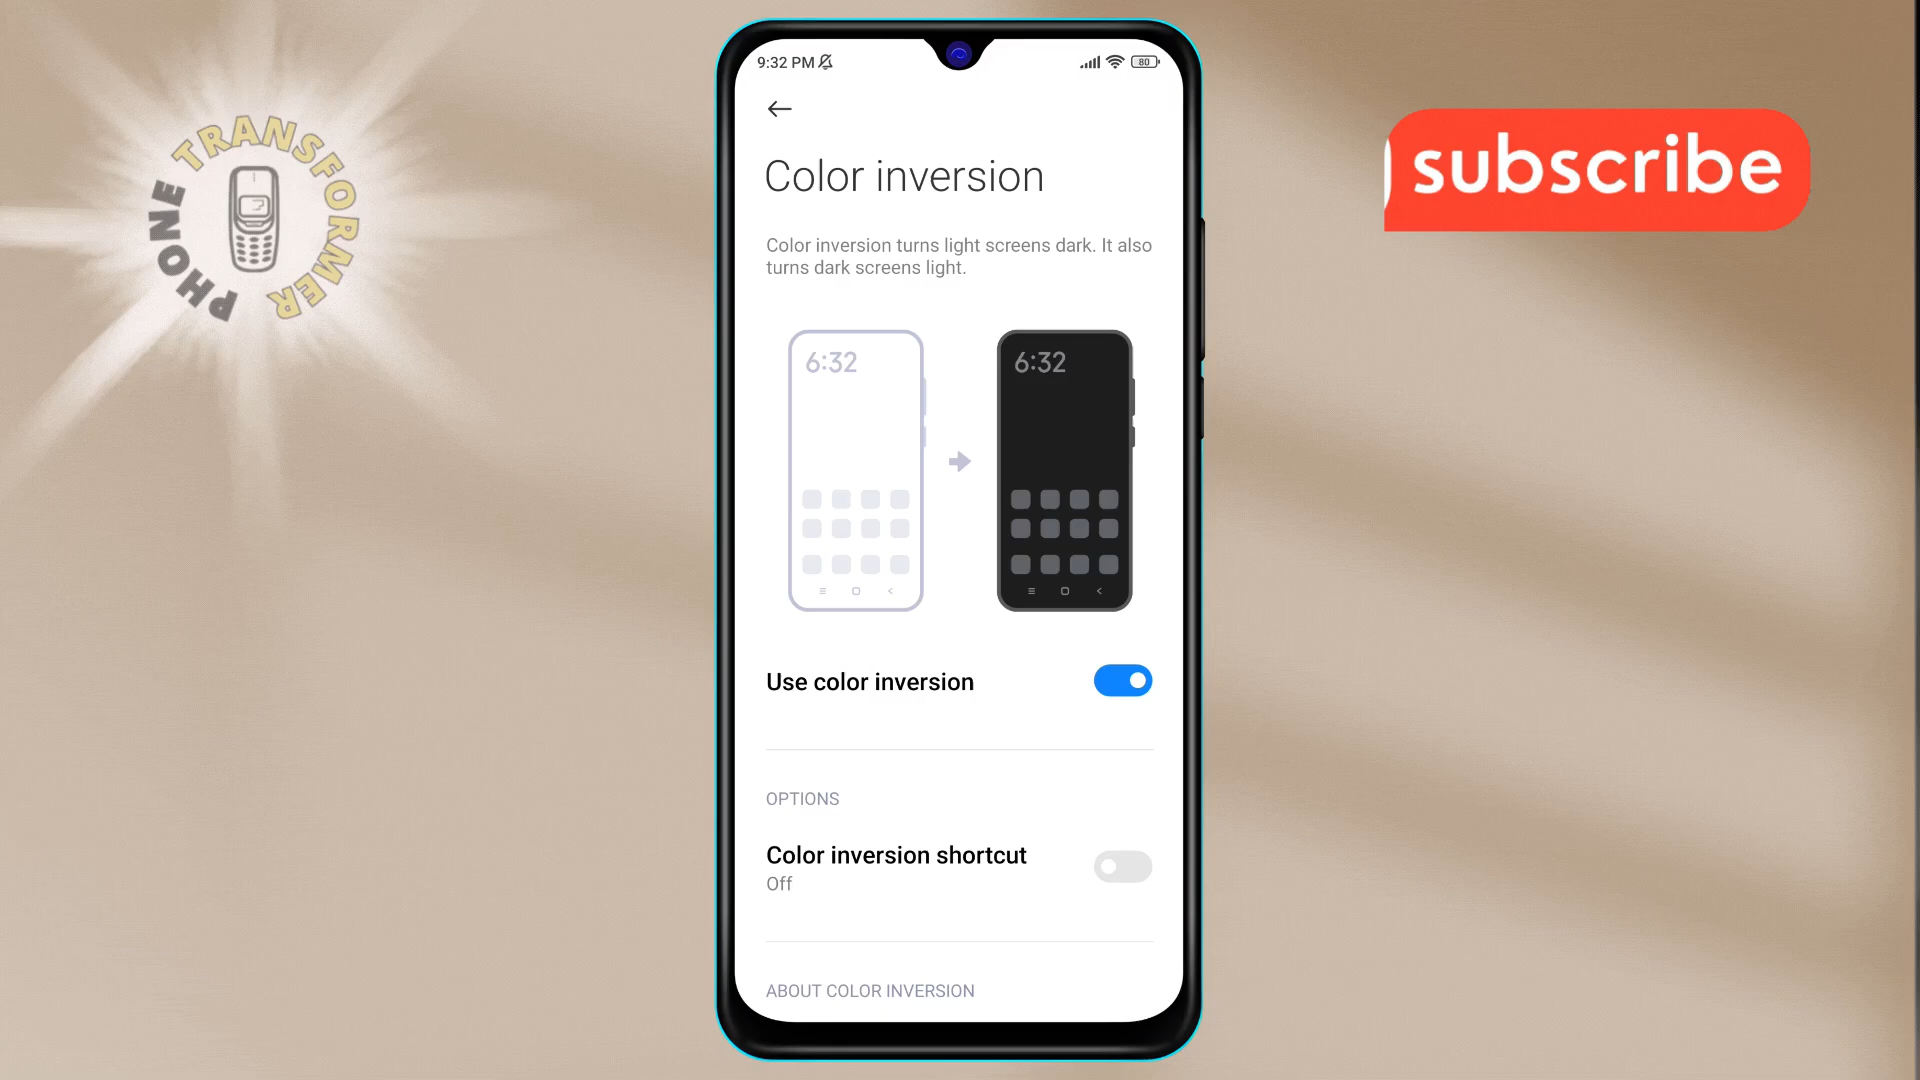 PHONE TRANSFORMER
subscribe
9:32 PM
80
Color inversion
Color inversion turns light screens dark. It also
turns dark screens light.
6:32
6:32
Use color inversion
OPTIONS
Color inversion shortcut
Off
ABOUT COLOR INVERSION